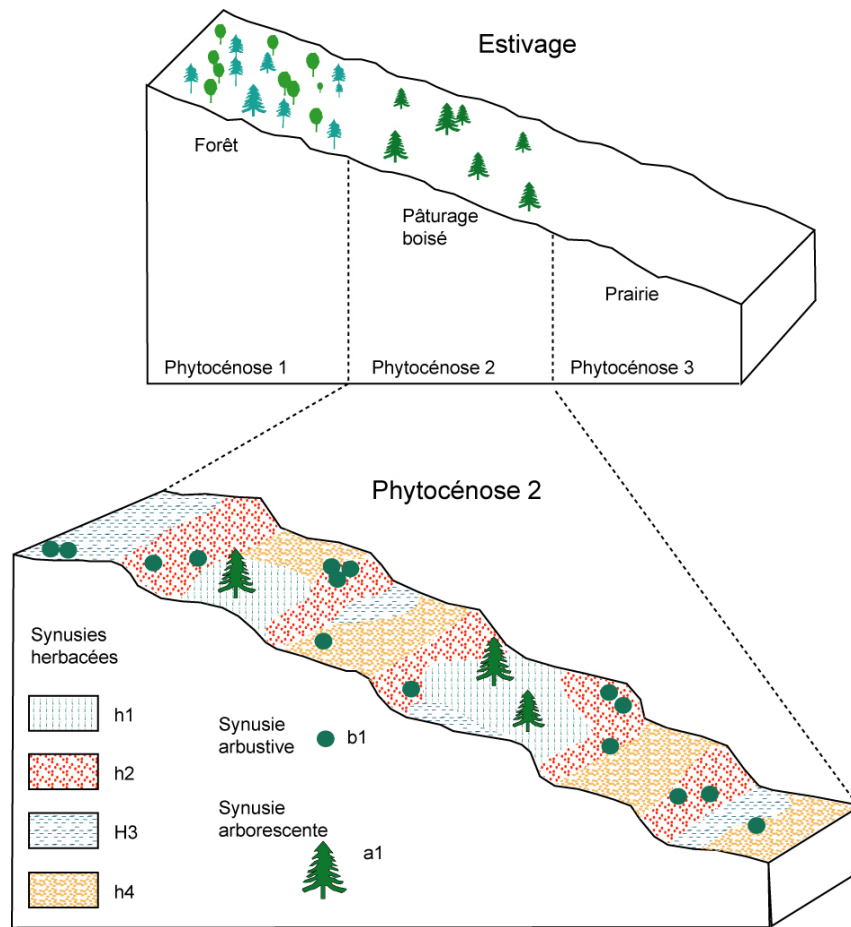 Estivage
Forêt
Pâturage
boisé
Prairie
Phytocénose 1
Phytocénose 2
Phytocénose 3
Phytocénose 2
Synusies
herbacées
h1
h2
H3
h4
Synusie
arbustive
b1
Synusie
arborescente
a1